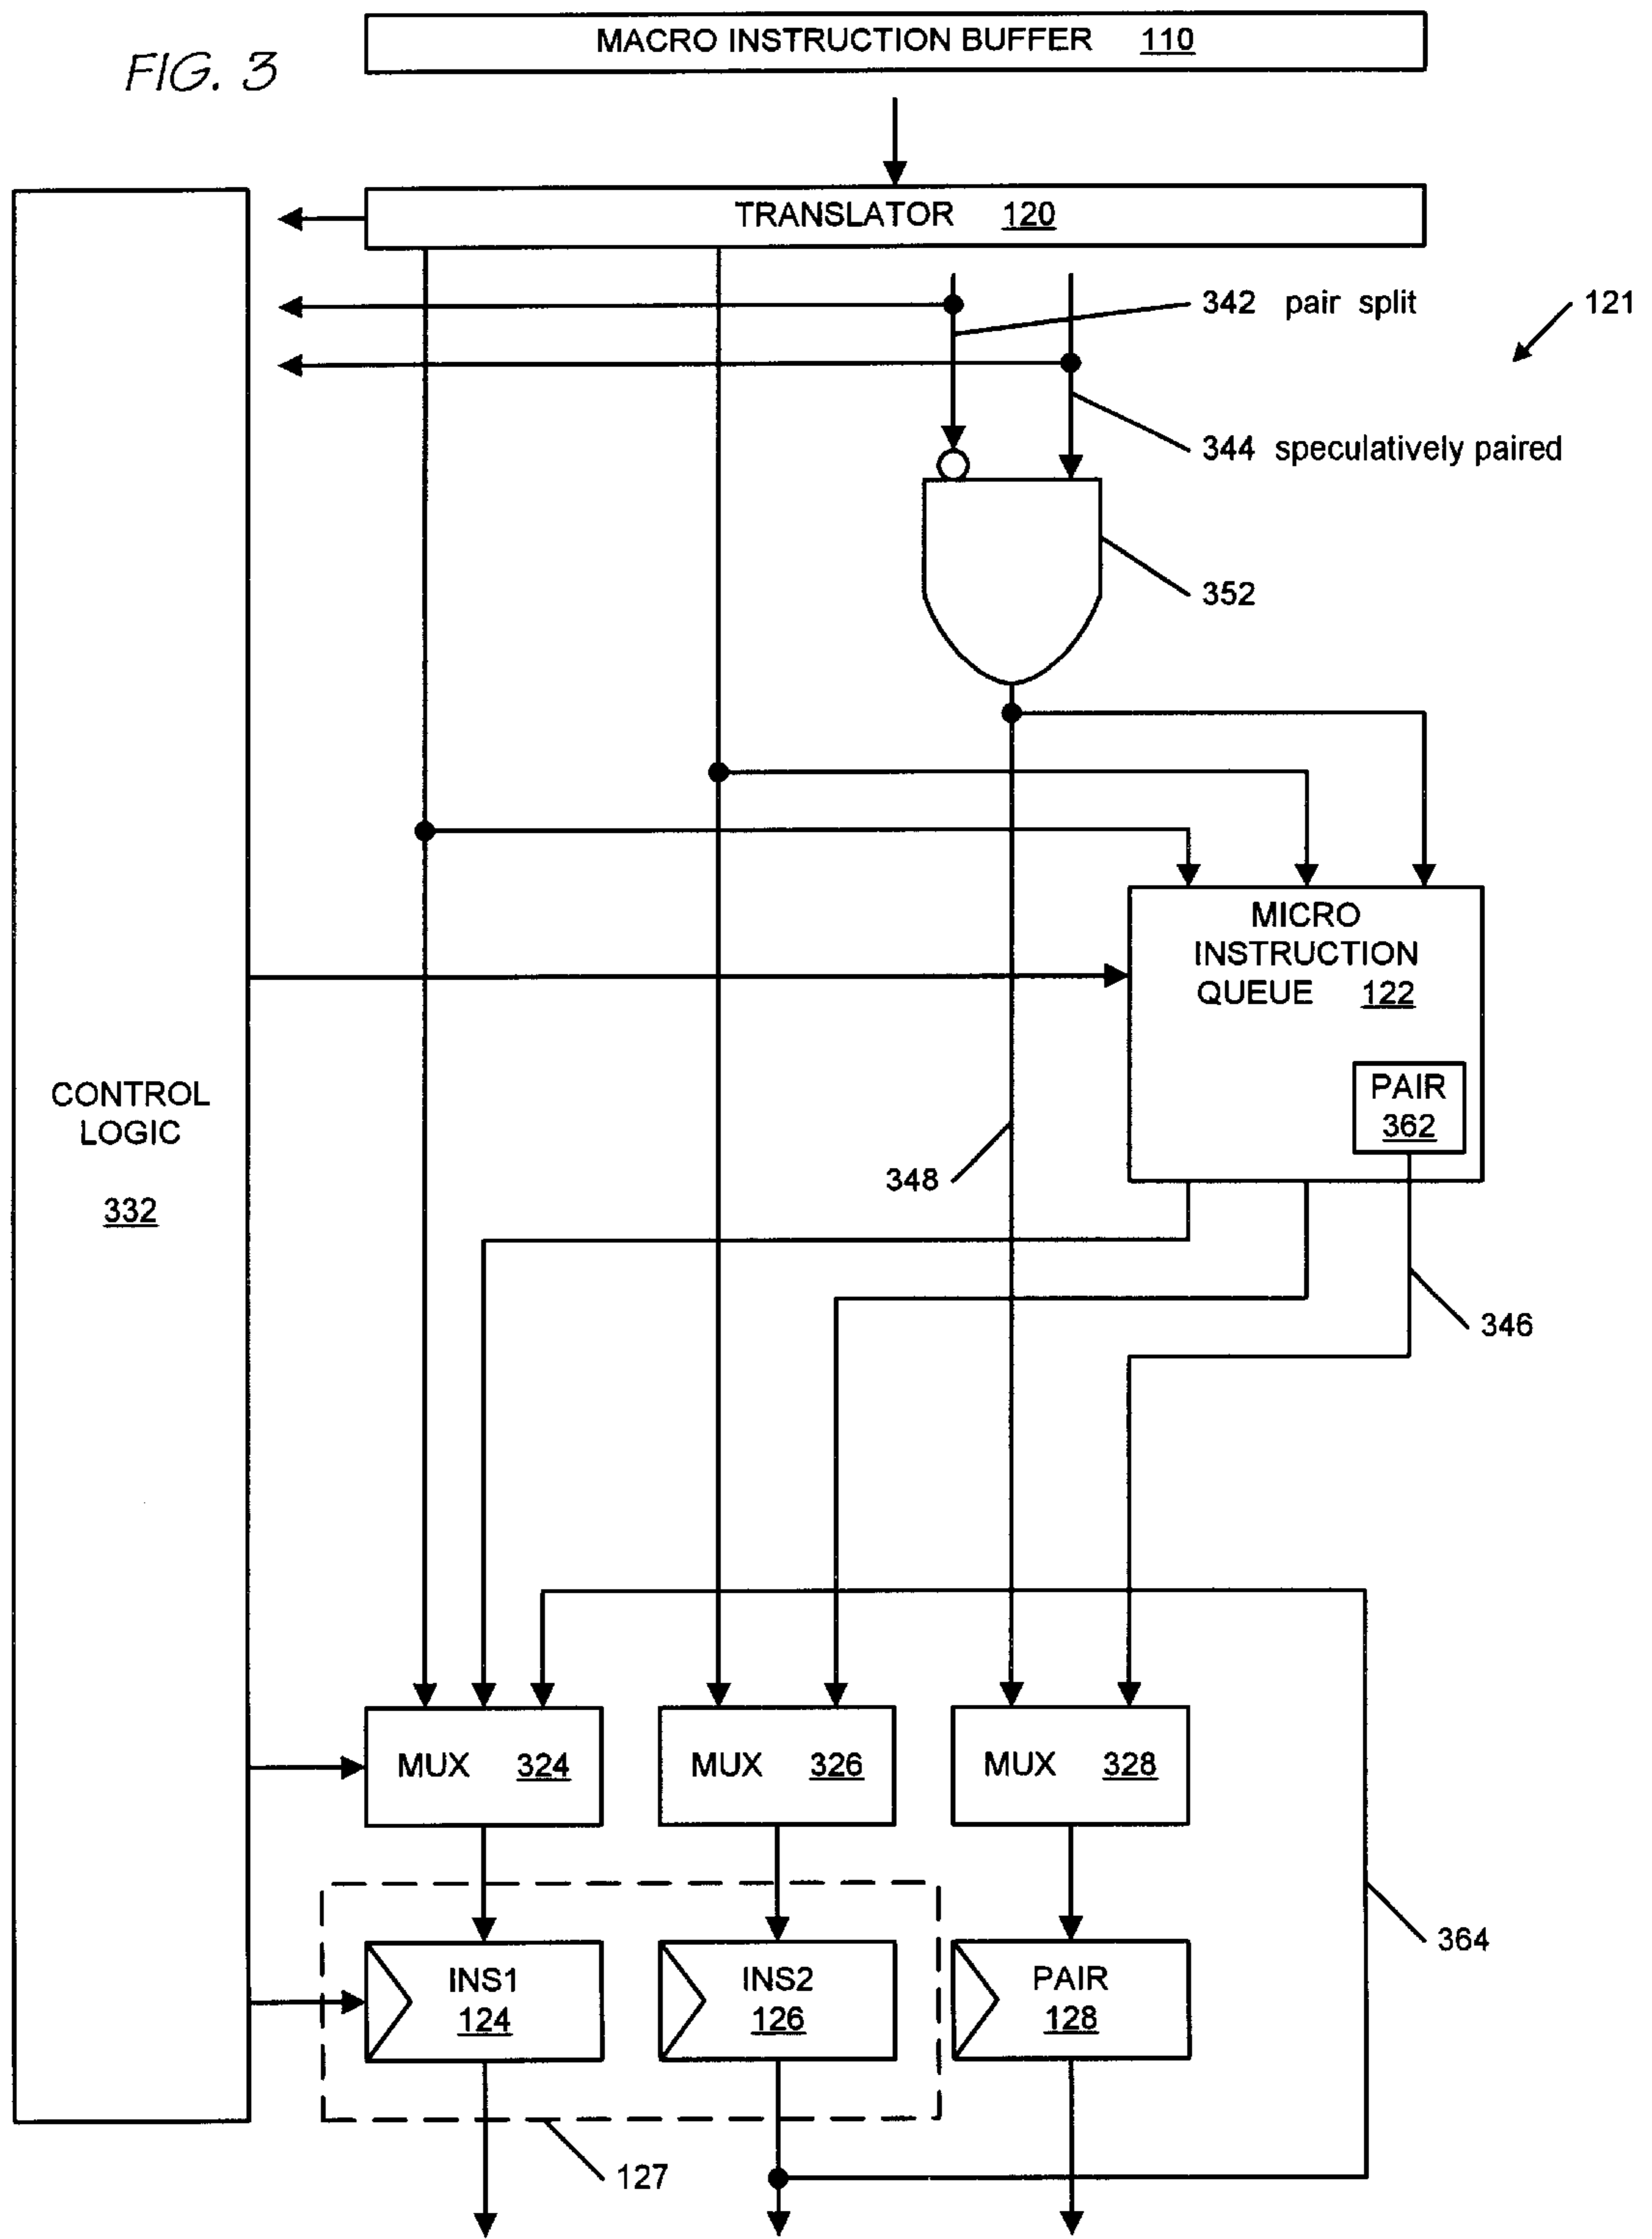 MACRO INSTRUCTION BUFFER 110
FIG. 3
TRANSLATOR 120
342 pair split
121
344 speculatively paired
352
MICRO
INSTRUCTION
QUEUE 122
PAIR
362
CONTROL
LOGIC
332
348
346
MUX 324
MUX 326
MUX 328
364
INS1
124
INS2
126
PAIR
128
127